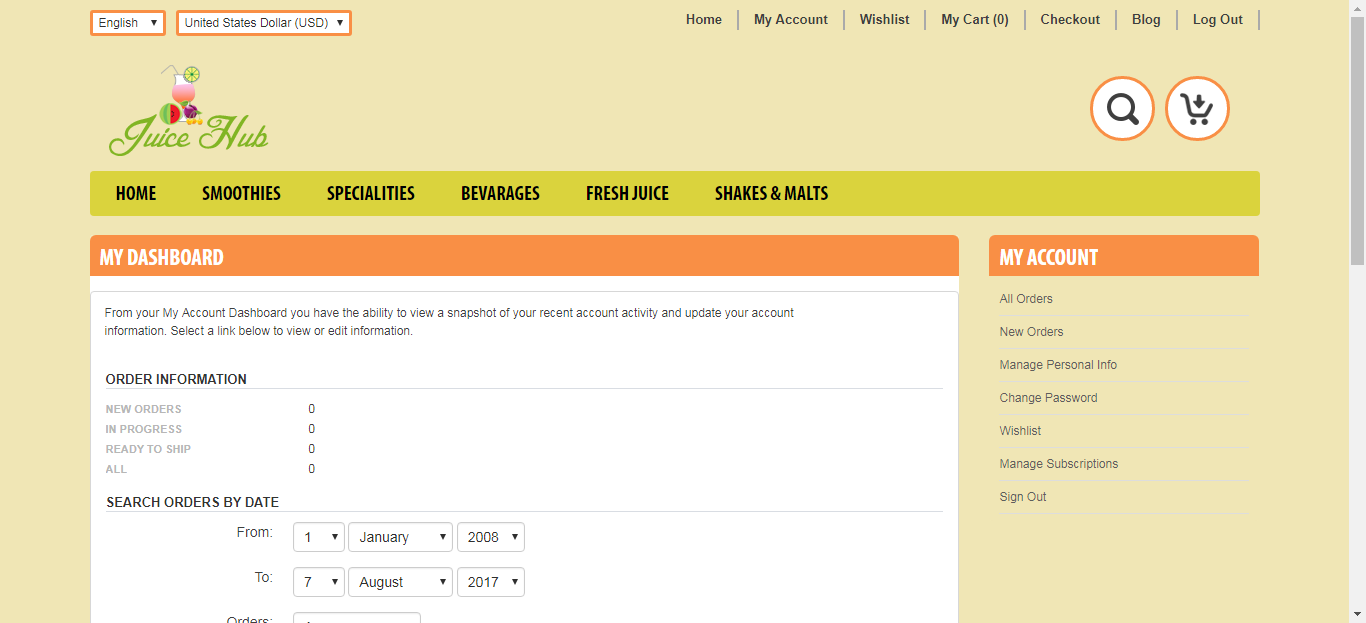 English
United States Dollar (USD)
Home
My Account
Wishlist
My Cart (0)
Checkout
Blog
Log Out
Juice Hub
HOME
SMOOTHIES
SPECIALITIES
BEVARAGES
FRESH JUICE
SHAKES & MALTS
MY DASHBOARD
From your My Account Dashboard you have the ability to view a snapshot of your recent account activity and update your account
information. Select a link below to view or edit information.
ORDER INFORMATION
NEW ORDERS 0
IN PROGRESS 0
READY TO SHIP 0
ALL 0
SEARCH ORDERS BY DATE
From: 1 January 2008
To: 7 August 2017
Orders:
MY ACCOUNT
All Orders
New Orders
Manage Personal Info
Change Password
Wishlist
Manage Subscriptions
Sign Out